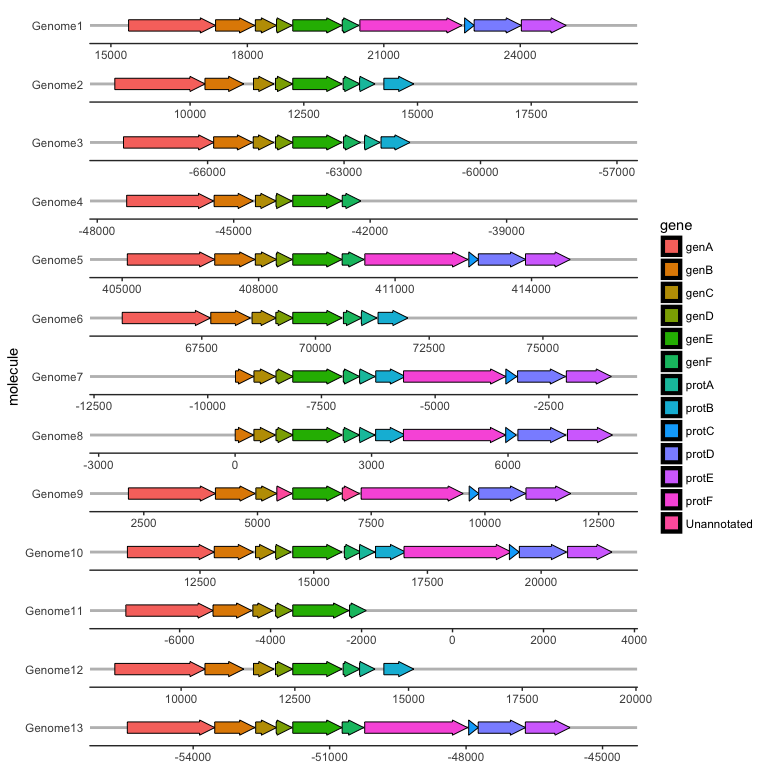 Genome1
15000 18000 21000 24000
Genome2
10000 12500 15000 17500
Genome3
-66000 -63000 -60000 -57000
Genome4
-48000 -45000 -42000 -39000
Genome5
405000 408000 411000 414000
Genome6
67500 70000 72500 75000
Genome7
-12500 -10000 -7500 -5000 -2500
Genome8
-3000 0 3000 6000
Genome9
2500 5000 7500 10000 12500
Genome10
12500 15000 17500 20000
Genome11
-6000 -4000 -2000 0 2000 4000
Genome12
10000 12500 15000 17500 20000
Genome13
-54000 -51000 -48000 -45000
molecule
gene
genA
genB
genC
genD
genE
genF
protA
protB
protC
protD
protE
protF
Unannotated